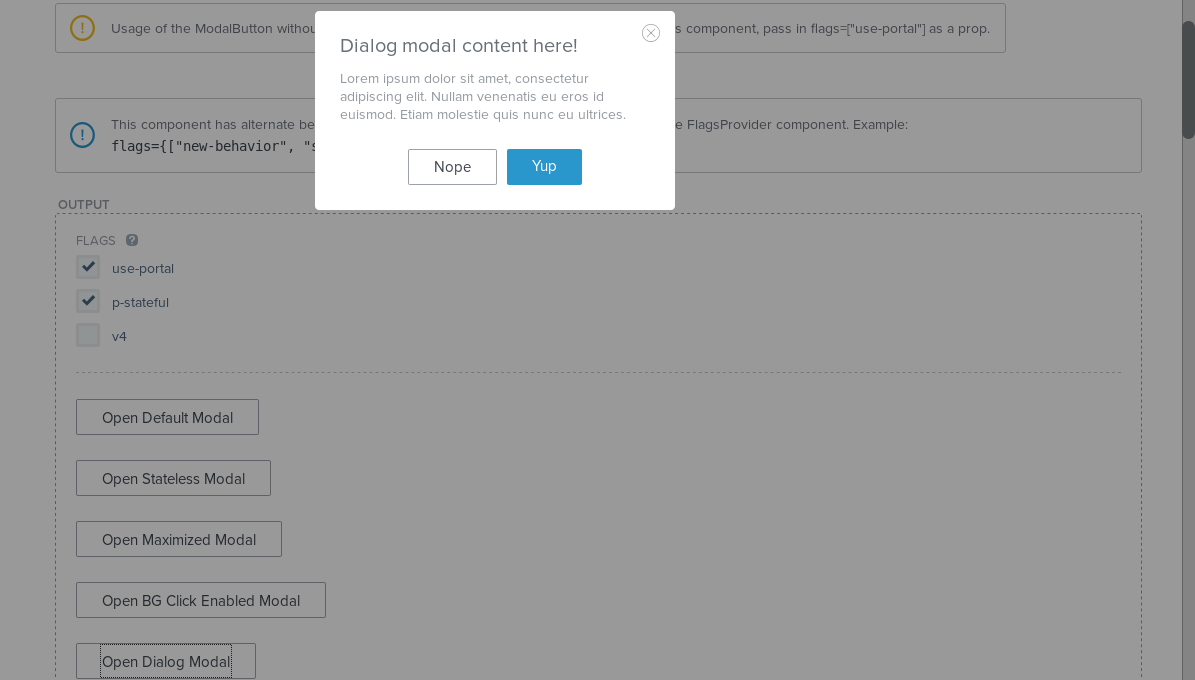 Usage of the ModalButton withou
s component, pass in flags=["use-portal"] as a prop.
Dialog modal content here!
Lorem ipsum dolor sit amet, consectetur
adipiscing elit. Nullam venenatis eu eros id
euismod. Etiam molestie quis nunc eu ultrices.
Nope
Yup
This component has alternate be
e FlagsProvider component. Example:
flags={["new-behavior", "s
OUTPUT
FLAGS ?
use-portal
p-stateful
v4
Open Default Modal
Open Stateless Modal
Open Maximized Modal
Open BG Click Enabled Modal
Open Dialog Modal